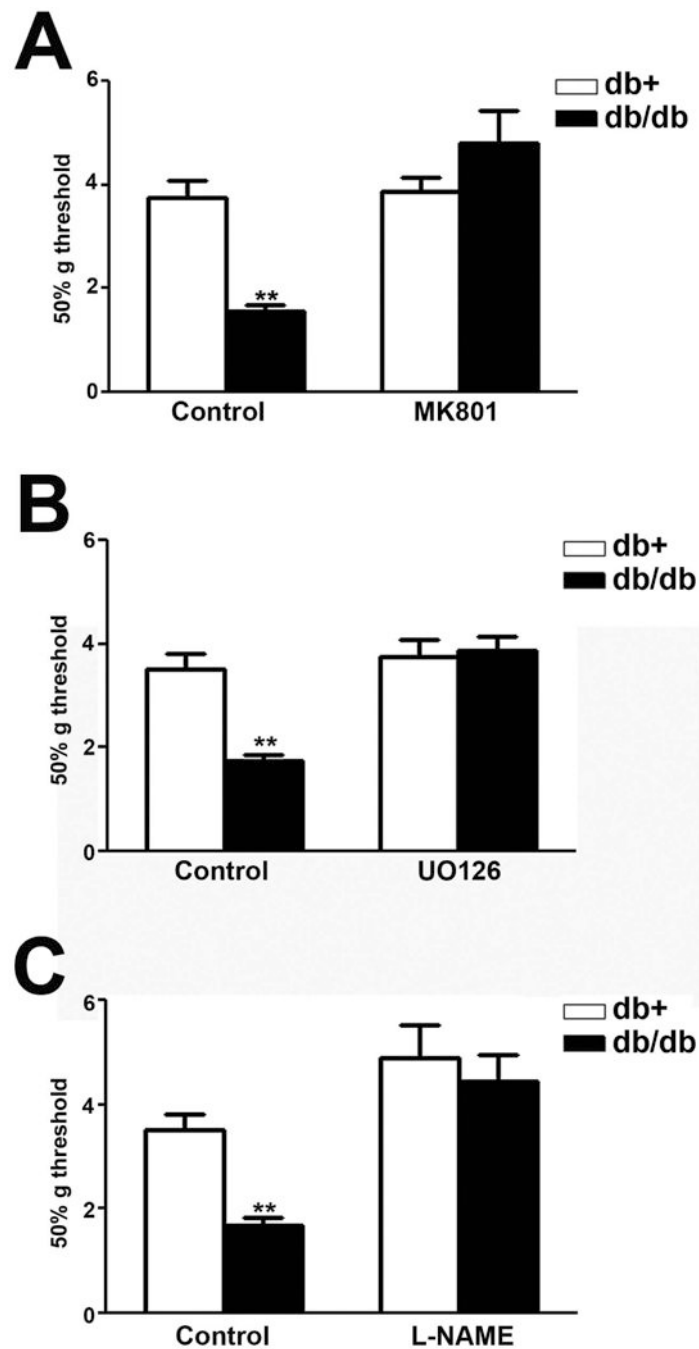 A
50% g threshold
6
4
2
0
**
Control
MK801
db+
db/db
B
50% g threshold
6
4
2
0
**
Control
UO126
db+
db/db
C
50% g threshold
6
4
2
0
**
Control
L-NAME
db+
db/db